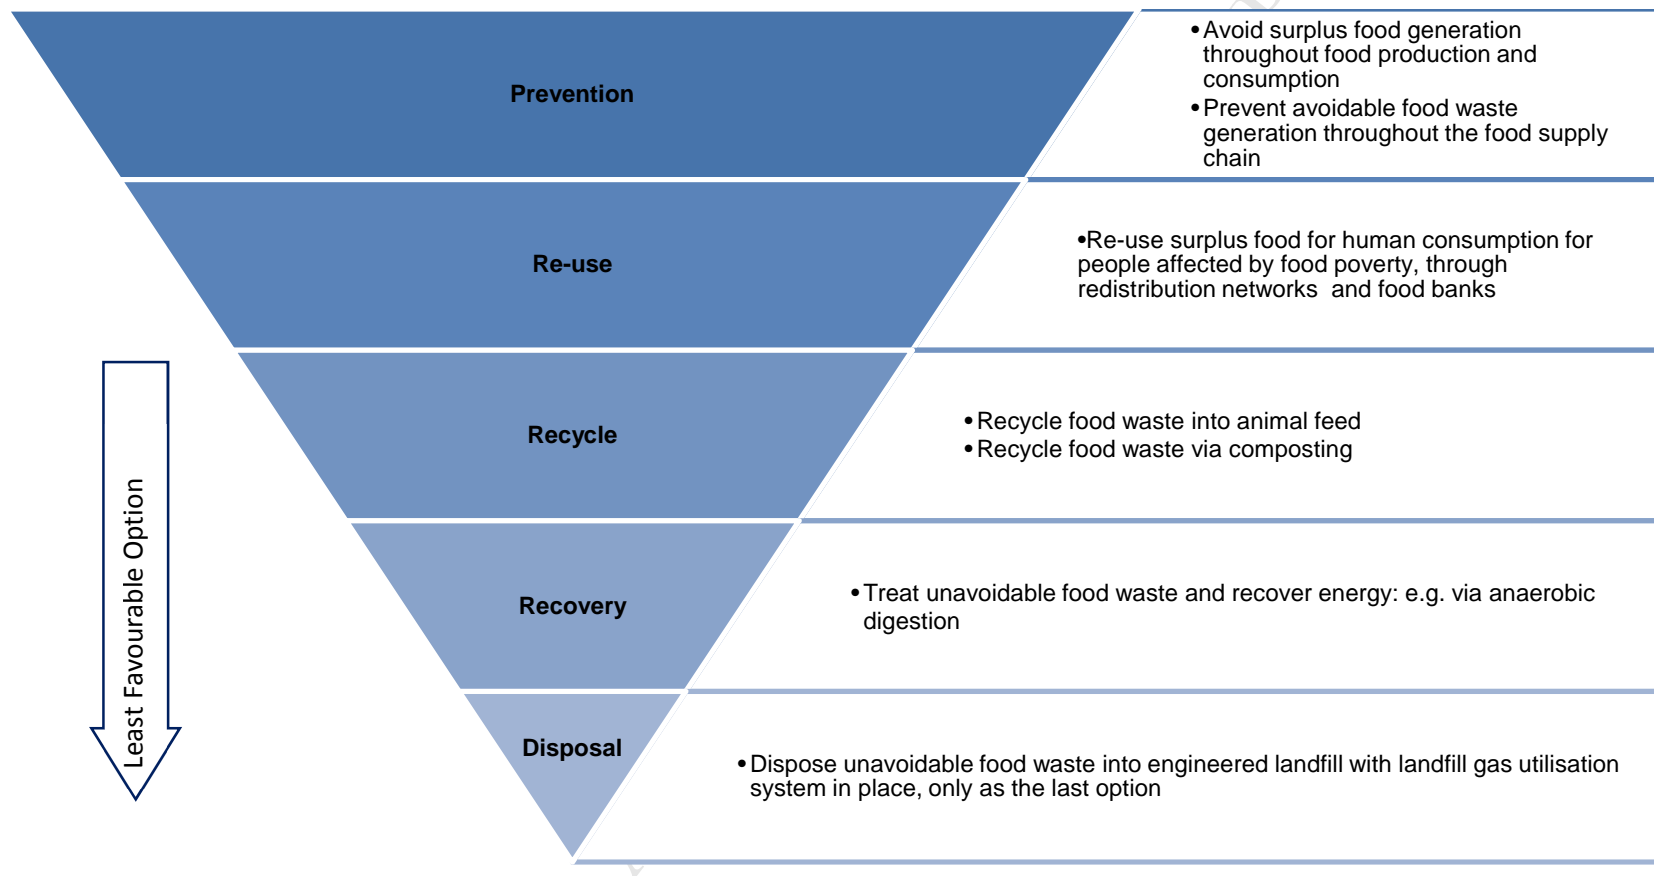 Prevention
•Avoid surplus food generation
throughout food production and
consumption
•Prevent avoidable food waste
generation throughout the food supply
chain
Re-use
•Re-use surplus food for human consumption for
people affected by food poverty, through
redistribution networks  and food banks
Recycle
•Recycle food waste into animal feed
•Recycle food waste via composting
Least Favourable Option
Recovery
•Treat unavoidable food waste and recover energy: e.g. via anaerobic
digestion
Disposal
•Dispose unavoidable food waste into engineered landfill with landfill gas utilisation
system in place, only as the last option